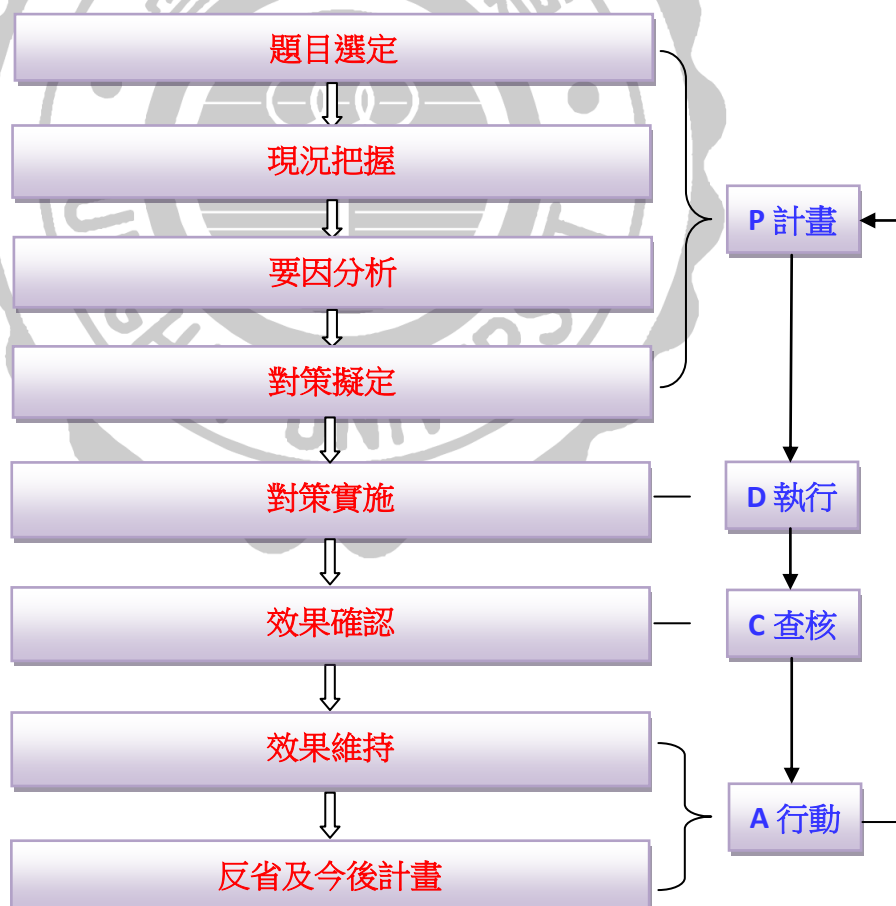 題目選定
現況把握
要因分析
對策擬定
對策實施
效果確認
效果維持
反省及今後計畫
P 計畫
D 執行
C 查核
A 行動